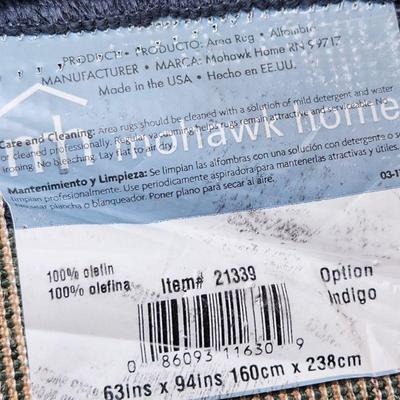 PRODUCT • PRODUCTO: Area Rug • Alfombra
MANUFACTURER • MARCA: Mohawk Home RN S 9717
Made in the USA • Hecho en EE.UU.
mohawk home
Care and Cleaning: Area rugs should be cleaned with a solution of mild detergent and water
or cleaned professionally. Regular vacuuming helps rugs remain attractive and serviceable. No
ironing. No bleaching. Lay flat to air dry.
Mantenimiento y Limpieza: Se limpian las alfombras con una solución con detergente o
limpian profesionalmente. Use periodicamente aspiradora para mantenerlas atractivas y útiles.
plancha o blanqueador. Poner plano para secar al aire.
03-1
100% olefin
100% olefina
Item# 21339
Option
Indigo
0 86093 11630 9
63ins x 94ins 160cm x 238cm